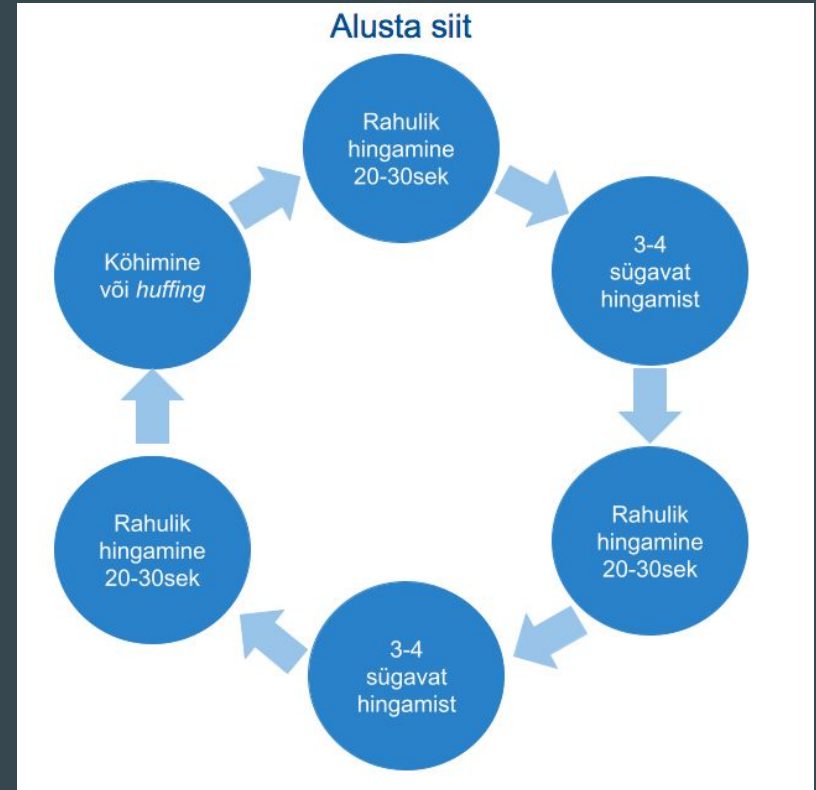 Alusta siit
Rahulik
hingamine
20-30sek
3-4
sügavat
hingamist
Rahulik
hingamine
20-30sek
3-4
sügavat
hingamist
Rahulik
hingamine
20-30sek
Köhimine
või huffing